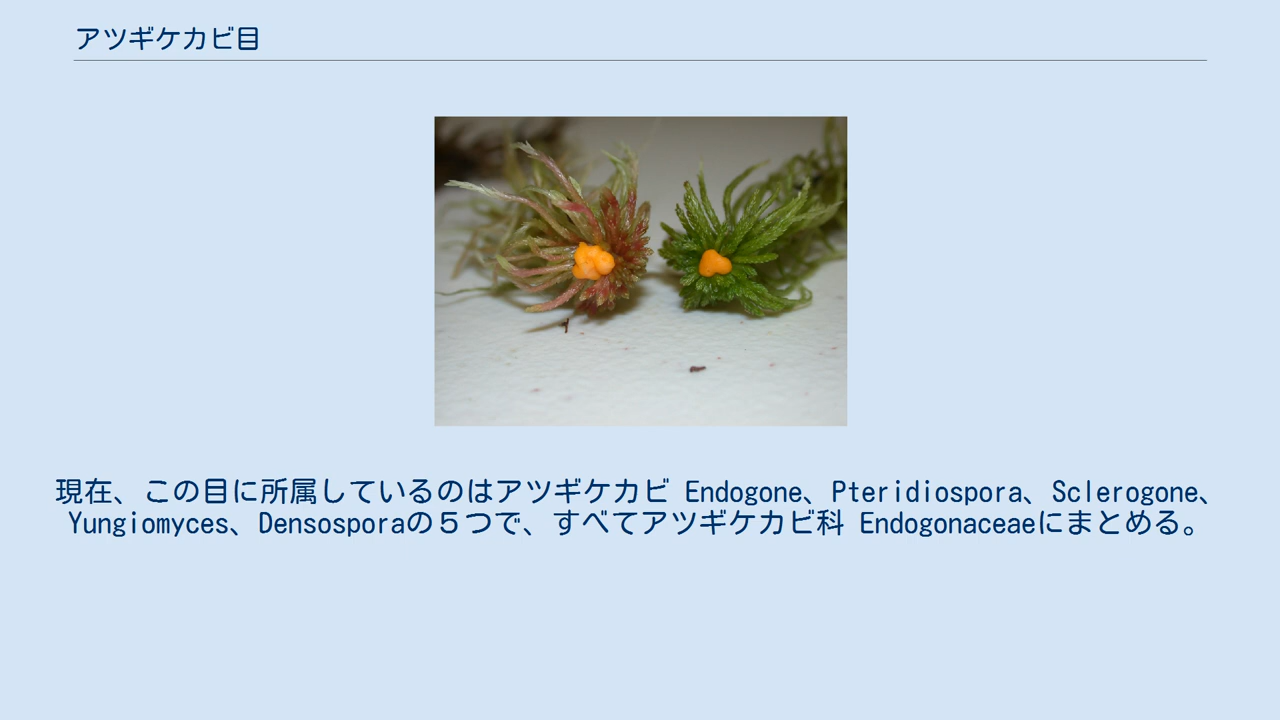 アツギケカビ目
現在、この目に所属しているのはアツギケカビ Endogone、Pteridiospora、Sclerogone、
Yungiomyces、Densosporaの５つで、すべてアツギケカビ科 Endogonaceaeにまとめる。